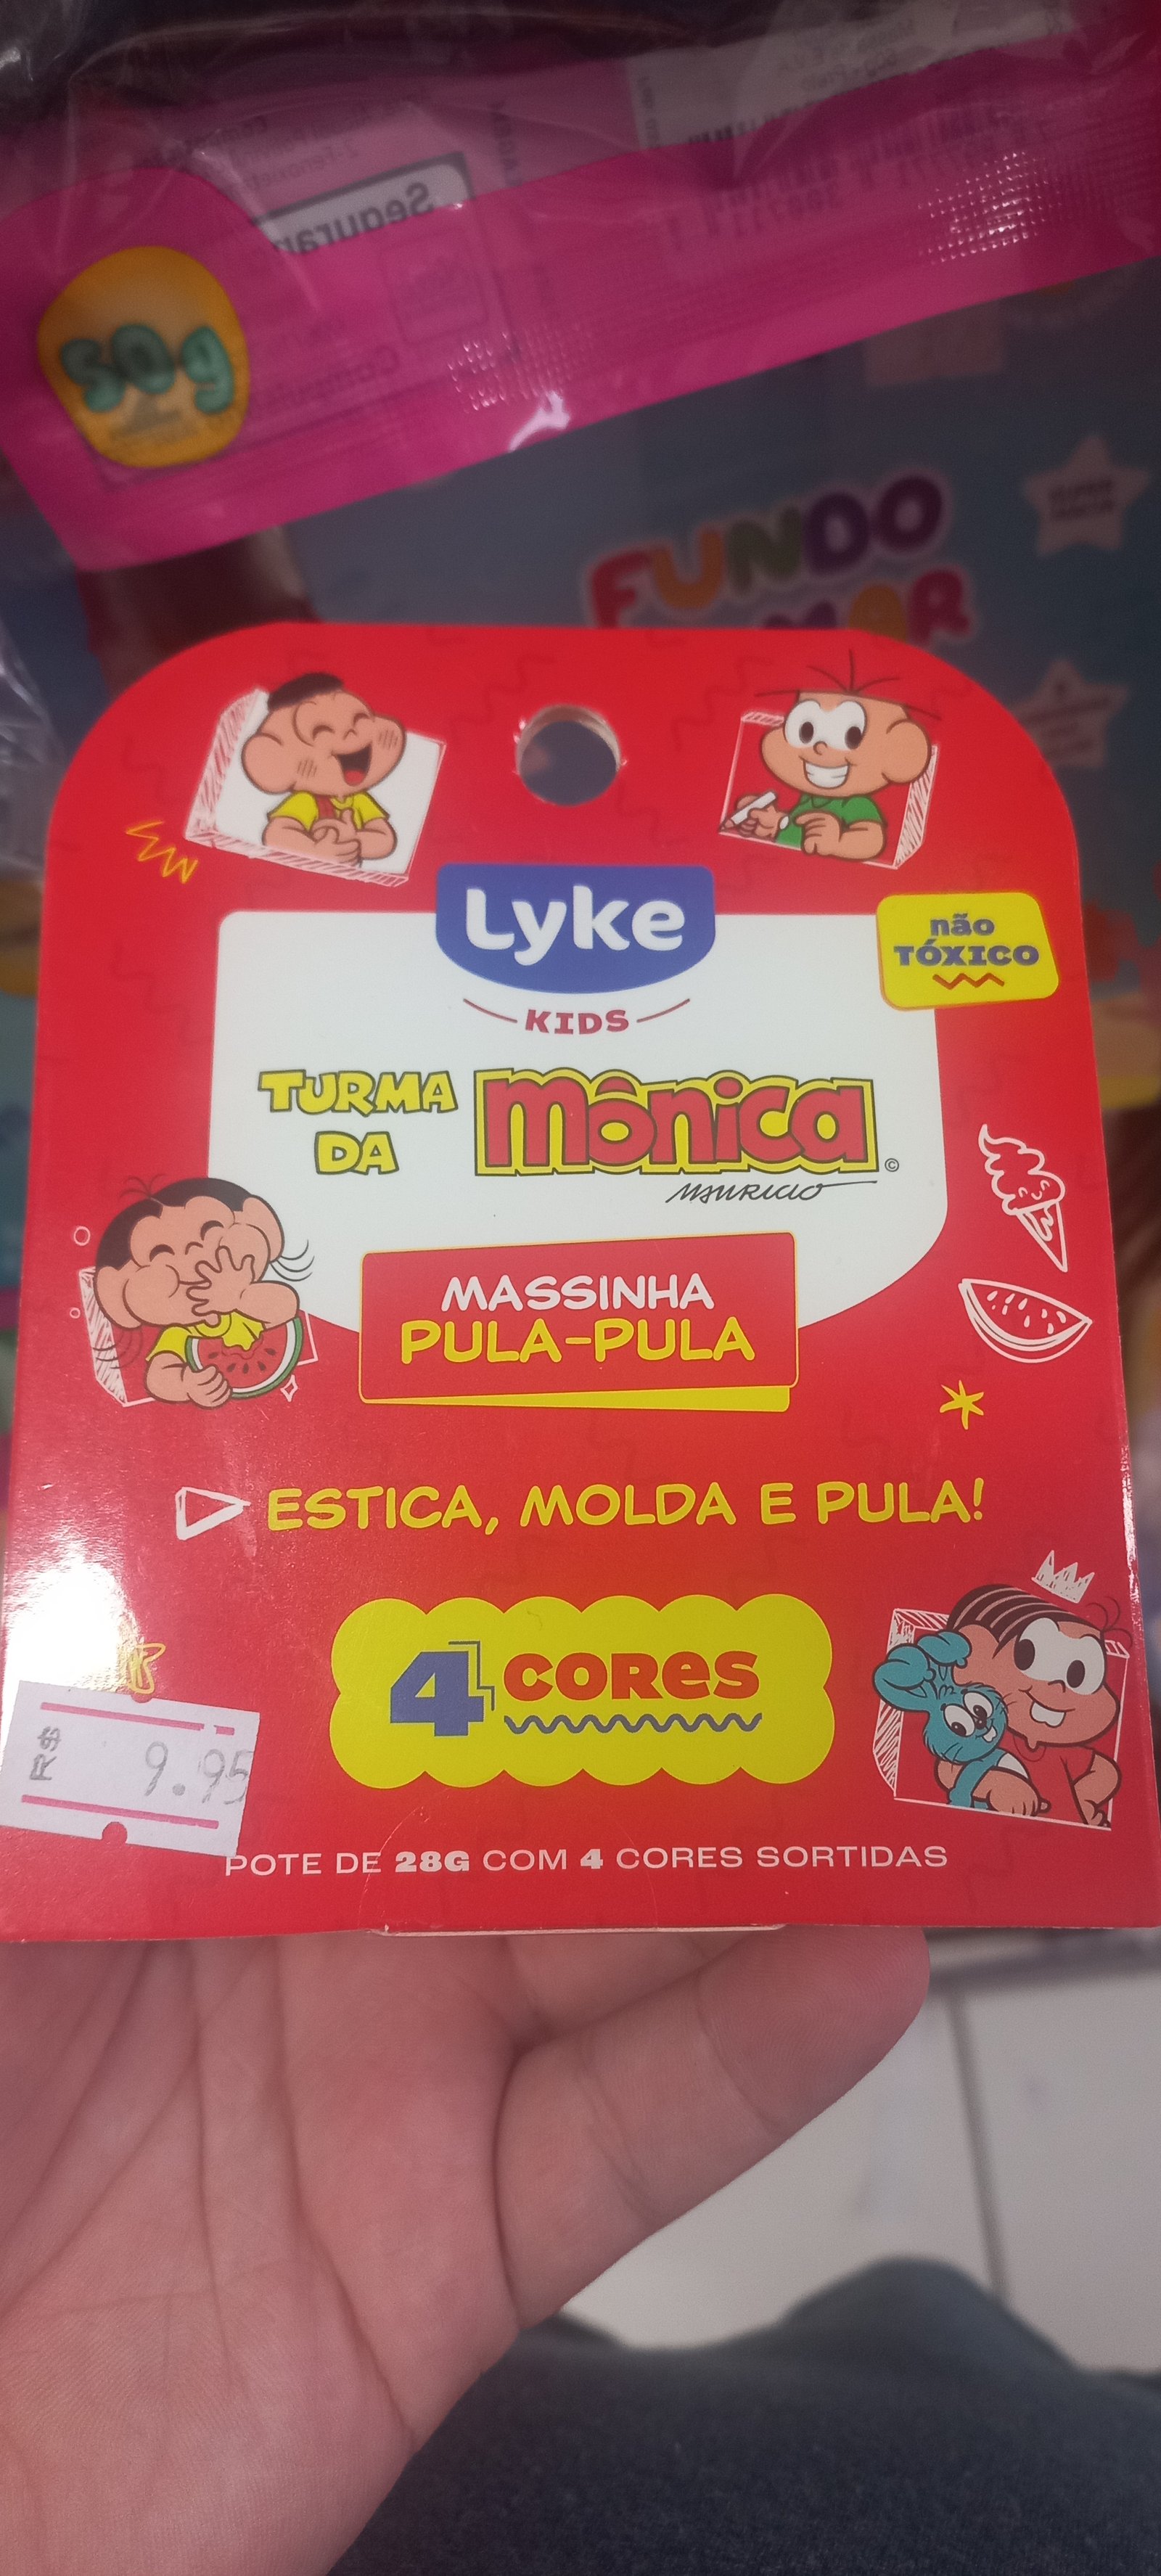 50g
FUNDO
MAR
Lyke
KIDS
não
TÓXICO
TURMA
DA
mônica
©
MAURICIO
MASSINHA
PULA-PULA
ESTICA, MOLDA E PULA!
4 CORES
R$ 9.95
POTE DE 28G COM 4 CORES SORTIDAS